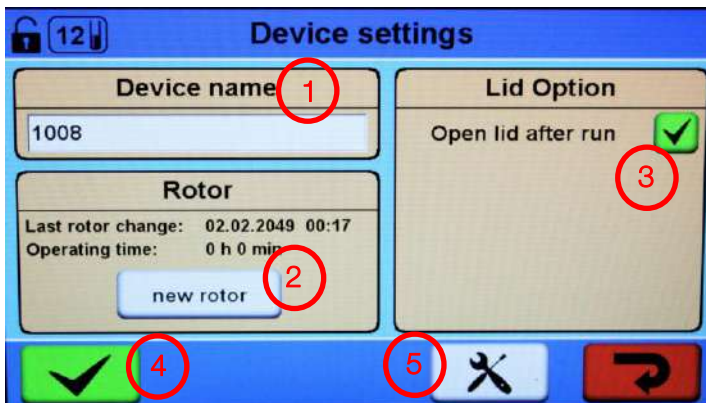 12
Device settings
Device name
1
1008
Rotor
Last rotor change: 02.02.2049 00:17
Operating time: 0 h 0 min
2
new rotor
Lid Option
Open lid after run
3
4
5